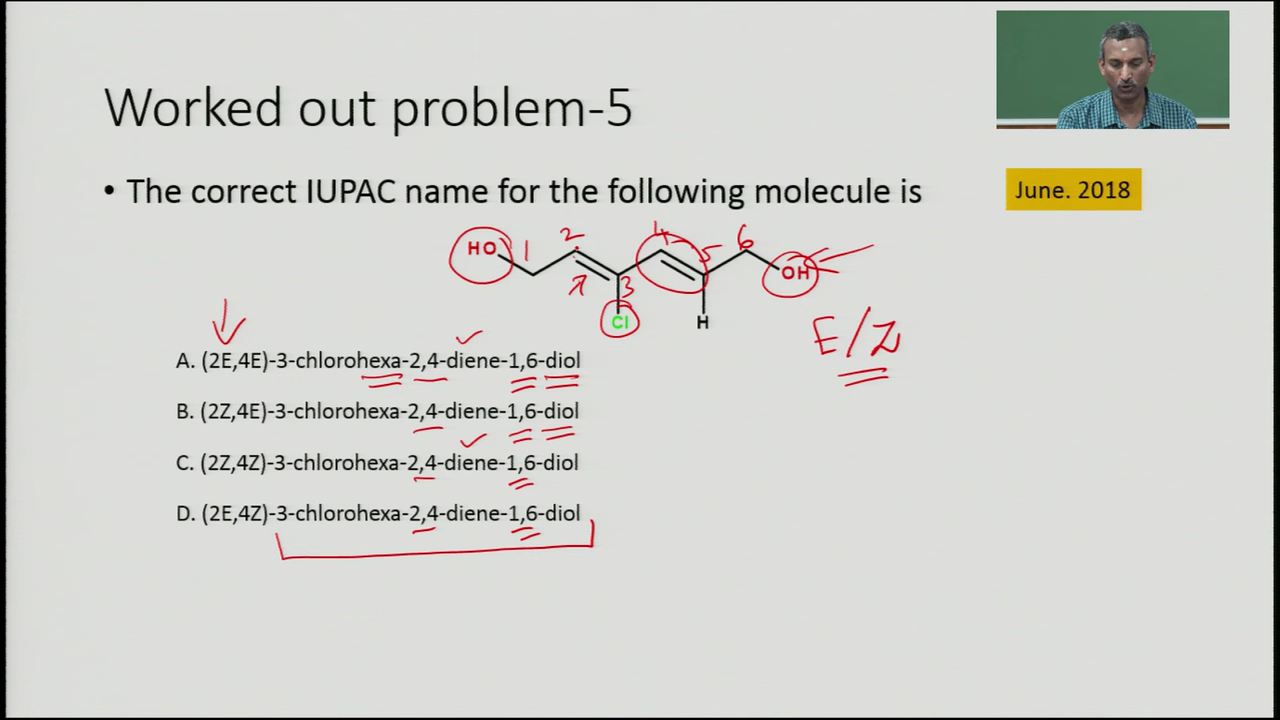 Worked out problem-5
• The correct IUPAC name for the following molecule is
June. 2018
HO 1 2 3 4 5 6 OH
Cl
H
E/Z
A. (2E,4E)-3-chlorohexa-2,4-diene-1,6-diol
B. (2Z,4E)-3-chlorohexa-2,4-diene-1,6-diol
C. (2Z,4Z)-3-chlorohexa-2,4-diene-1,6-diol
D. (2E,4Z)-3-chlorohexa-2,4-diene-1,6-diol